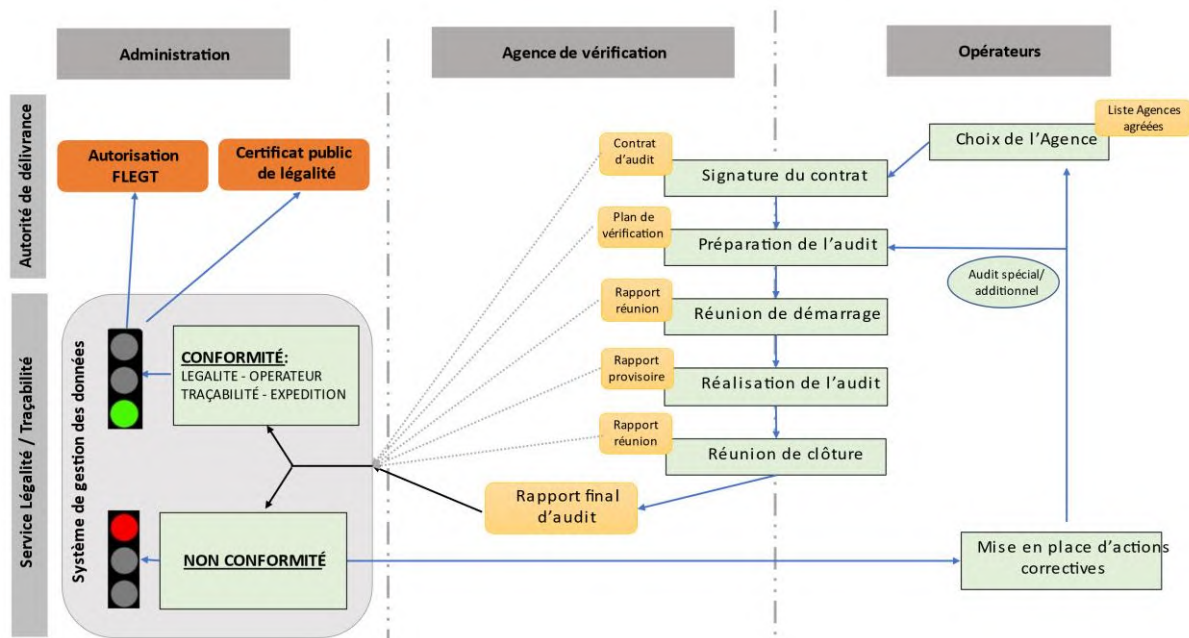 Administration
Agence de vérification
Opérateurs
Autorité de délivrance
Autorisation
FLEGT
Certificat public
de légalité
Contrat
d'audit
Signature du contrat
Liste Agences
agréées
Choix de l'Agence
Plan de
vérification
Préparation de l'audit
Audit spécial/
additionnel
Service Légalité / Traçabilité
Système de gestion des données
CONFORMITÉ:
LEGALITE - OPERATEUR
TRAÇABILITÉ - EXPEDITION
Rapport
réunion
Réunion de démarrage
Rapport
provisoire
Réalisation de l'audit
Rapport
réunion
Réunion de clôture
Rapport final
d'audit
NON CONFORMITÉ
Mise en place d'actions
correctives